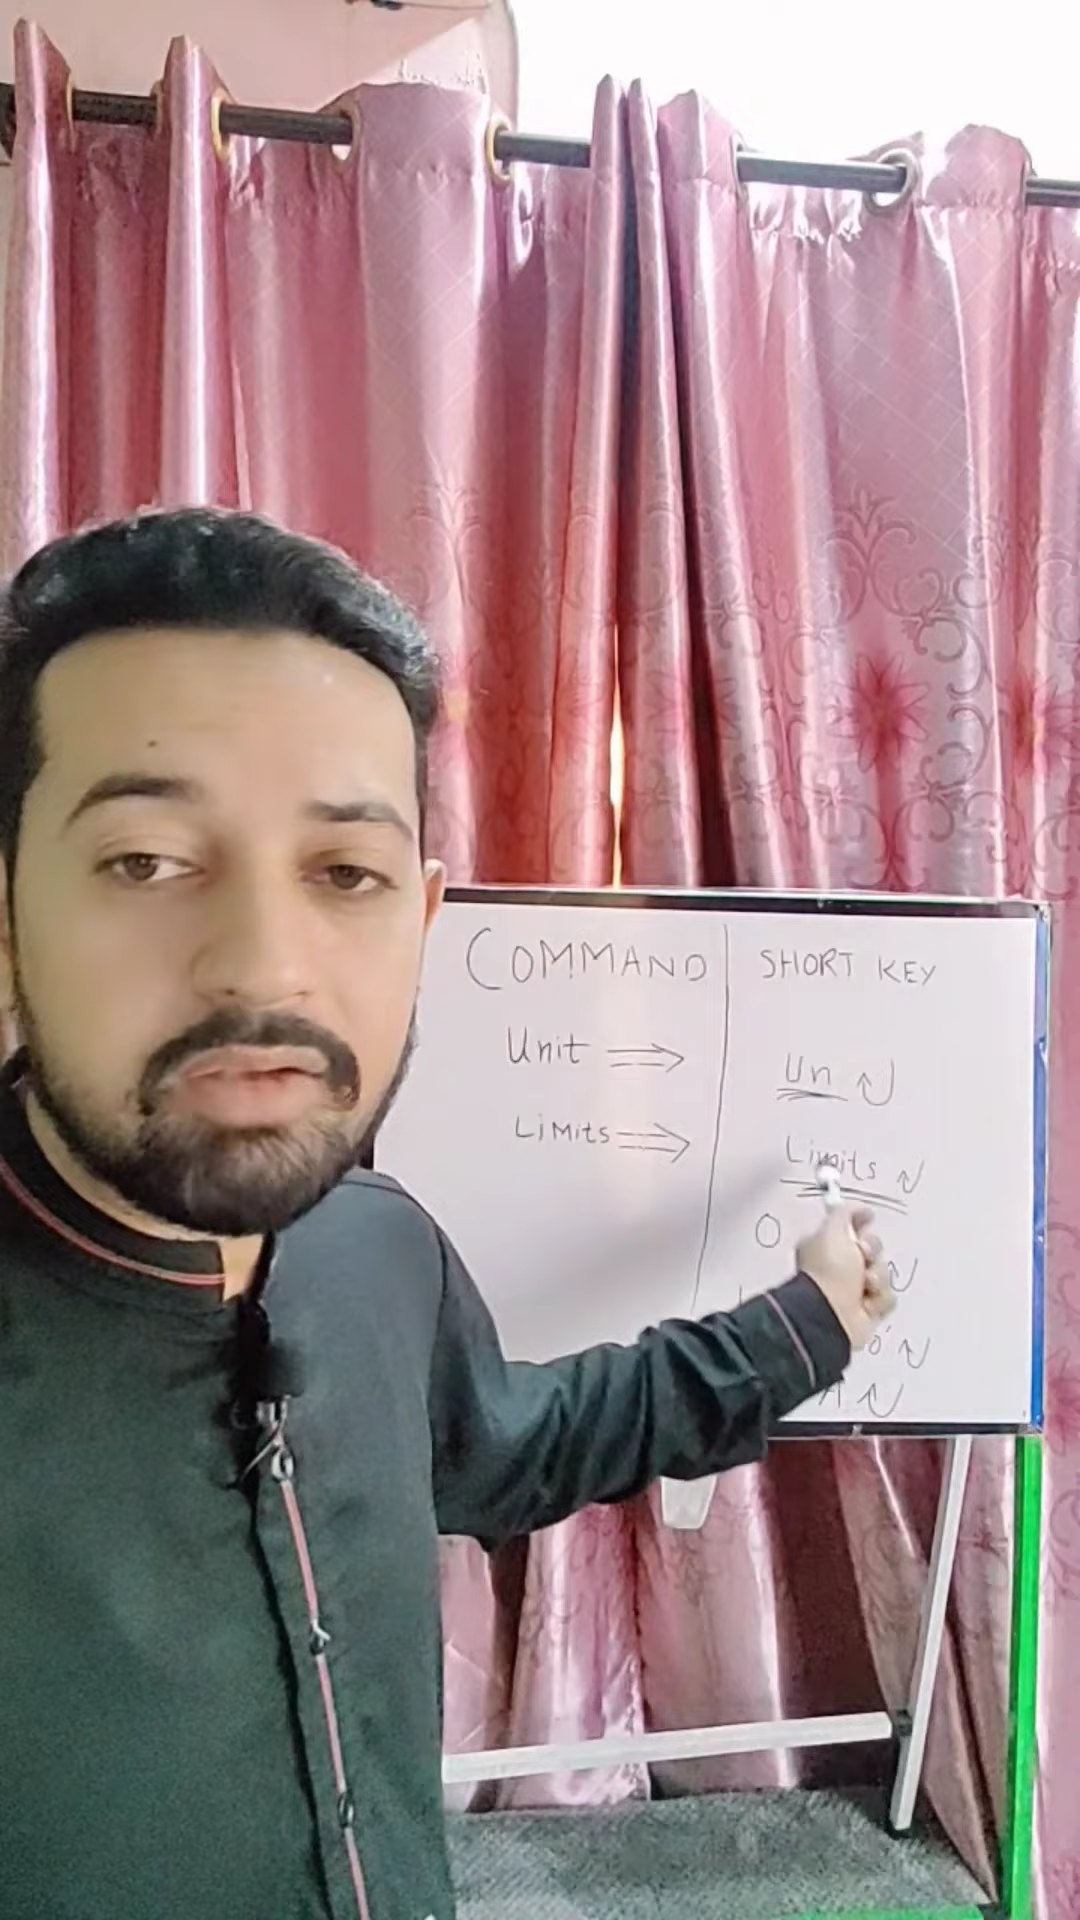 COMMAND SHORT KEY
Unit ⇒ Un
Limits ⇒ Limits
O
A